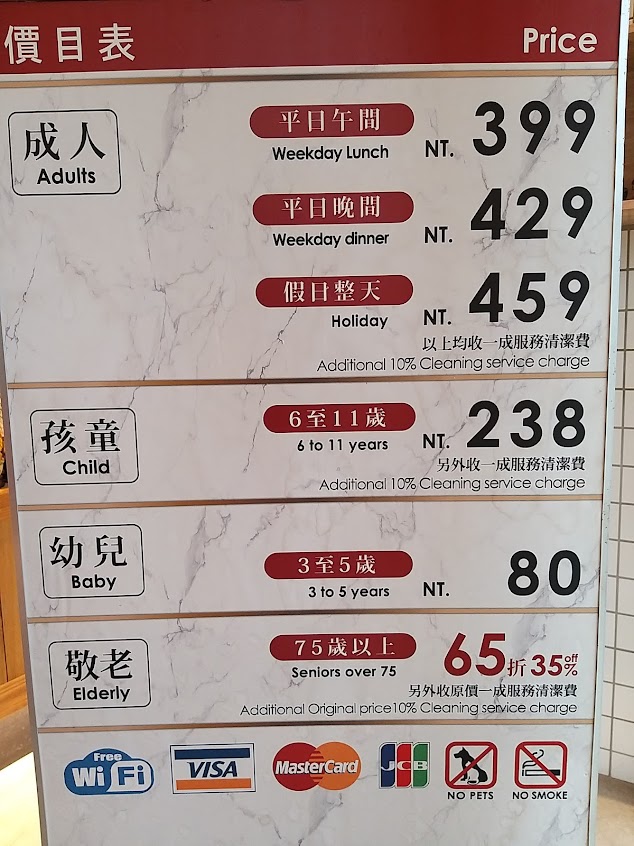 價目表 Price
成人
Adults
平日午間
Weekday Lunch NT. 399
平日晚間
Weekday dinner NT. 429
假日整天
Holiday NT. 459
以上均收一成服務清潔費
Additional 10% Cleaning service charge
孩童
Child
6至11歲
6 to 11 years NT. 238
另外收一成服務清潔費
Additional 10% Cleaning service charge
幼兒
Baby
3至5歲
3 to 5 years NT. 80
敬老
Elderly
75歲以上
Seniors over 75
65折 35% off
另外收原價一成服務清潔費
Additional Original price10% Cleaning service charge
Free
Wi Fi
VISA
MasterCard
JCB
NO PETS
NO SMOKE